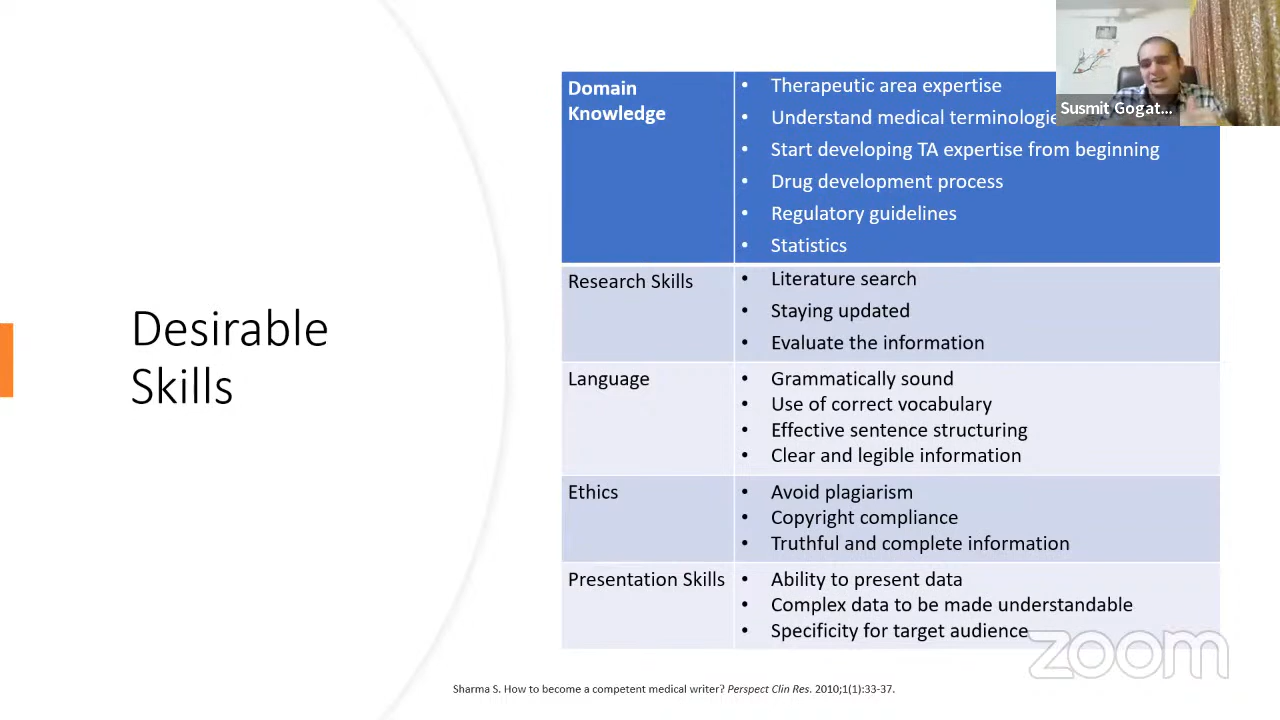 Desirable
Skills
Domain
Knowledge
• Therapeutic area expertise
• Understand medical
• Start developing TA expertise from beginning
• Drug development process
• Regulatory guidelines
• Statistics
Research Skills
• Literature search
• Staying updated
• Evaluate the information
Language
• Grammatically sound
• Use of correct vocabulary
• Effective sentence structuring
• Clear and legible information
Ethics
• Avoid plagiarism
• Copyright compliance
• Truthful and complete information
Presentation Skills
• Ability to present data
• Complex data to be made understandable
• Specificity for target audience
Susmit Gogat...
zoom
Sharma S. How to become a competent medical writer? Perspect Clin Res. 2010;1(1):33-37.